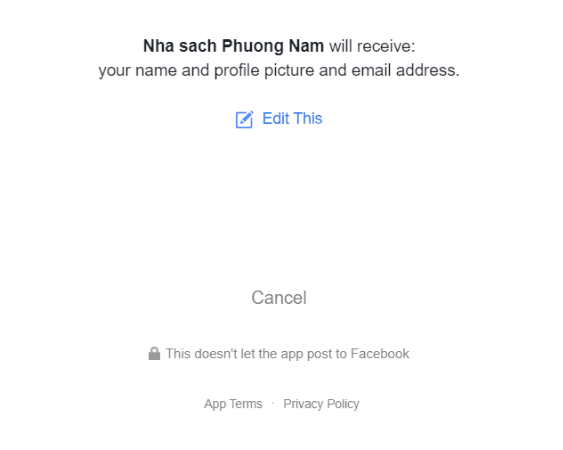 Nha sach Phuong Nam will receive:
your name and profile picture and email address.
Edit This
Cancel
This doesn't let the app post to Facebook
App Terms · Privacy Policy